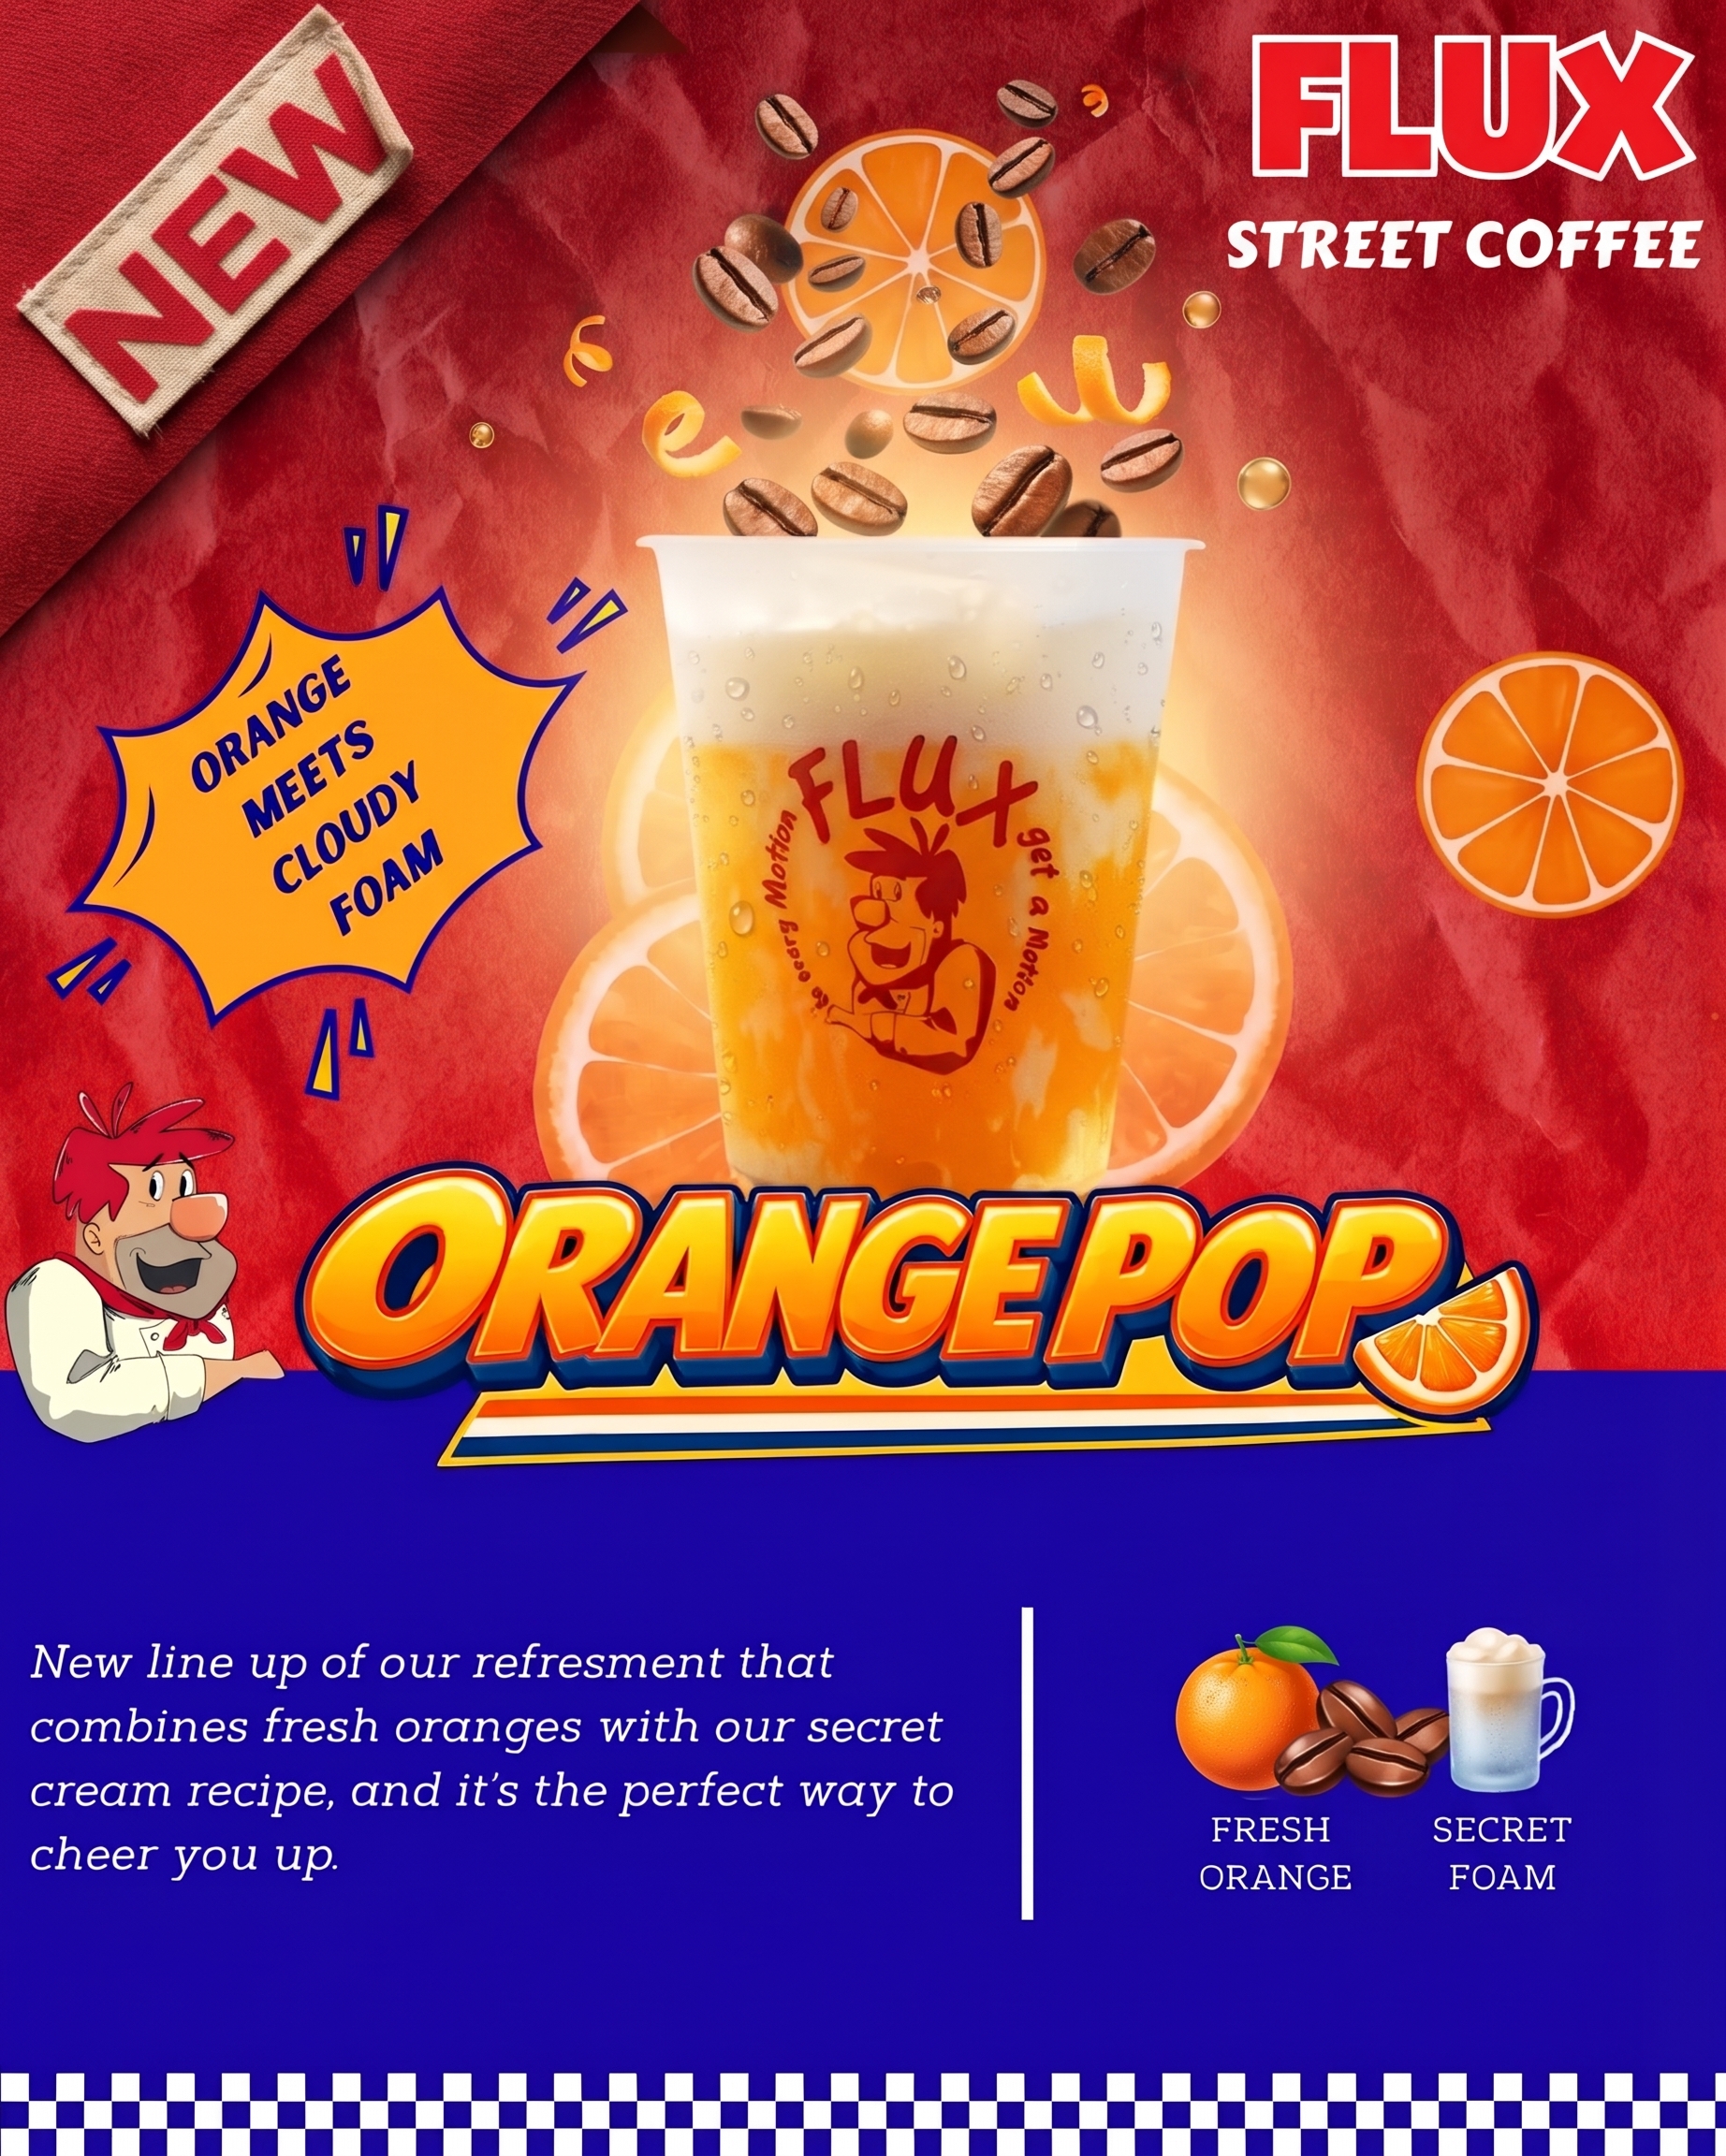 NEW
FLUX
STREET COFFEE
ORANGE
MEETS
CLOUDY
FOAM
FLUX
Motion
get a Motion
ORANGE POP
New line up of our refresment that
combines fresh oranges with our secret
cream recipe, and it’s the perfect way to
cheer you up.
FRESH
ORANGE
SECRET
FOAM